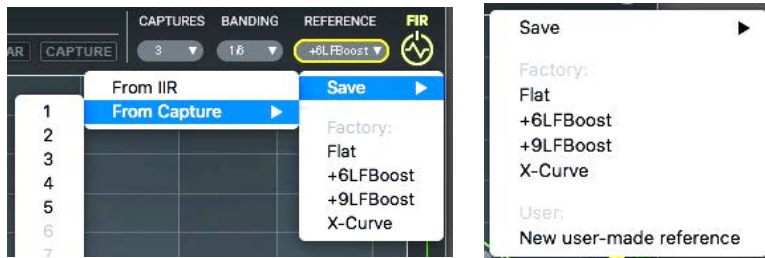 CAPTURES BANDING REFERENCE FIR
AR CAPTURE 3 1.6 +6LFBoost
From IIR
From Capture
1
2
3
4
5
6
7
Save
Factory:
Flat
+6LFBoost
+9LFBoost
X-Curve
Save
Factory:
Flat
+6LFBoost
+9LFBoost
X-Curve
User:
New user-made reference